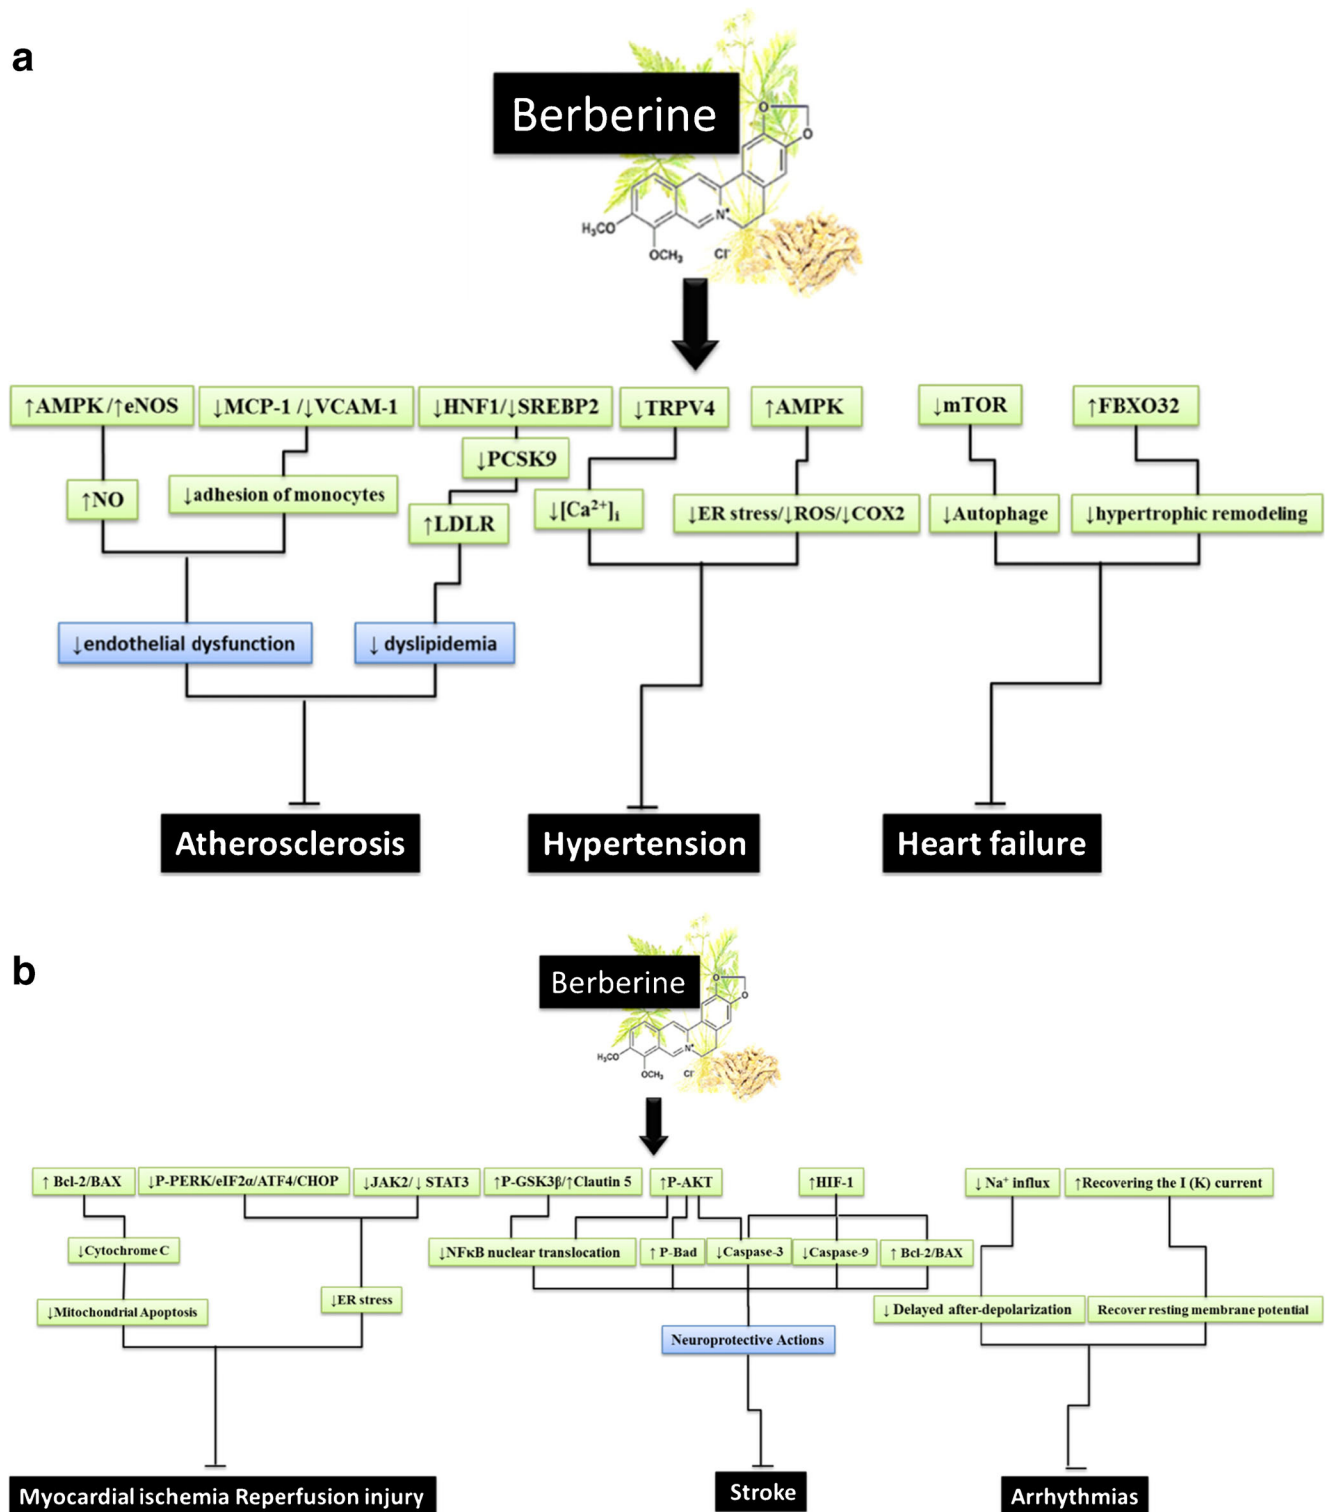 a
Berberine
O
O
N+
H₃CO
OCH₃
Cl-
↑AMPK /↑eNOS
↓MCP-1 /↓VCAM-1
↓HNF1/↓SREBP2
↓TRPV4
↑AMPK
↓mTOR
↑FBXO32
↓PCSK9
↑NO
↓adhesion of monocytes
↑LDLR
↓[Ca²⁺]ᵢ
↓ER stress/↓ROS/↓COX2
↓Autophage
↓hypertrophic remodeling
↓endothelial dysfunction
↓ dyslipidemia
Atherosclerosis
Hypertension
Heart failure
b
Berberine
O
O
N+
H₃CO
OCH₃
Cl-
↑ Bcl-2/BAX
↓P-PERK/eIF2α/ATF4/CHOP
↓JAK2/↓ STAT3
↑P-GSK3β/↑Clautin 5
↑P-AKT
↑HIF-1
↓ Na⁺ influx
↑Recovering the I (K) current
↓Cytochrome C
↓NFκB nuclear translocation
↑ P-Bad
↓Caspase-3
↓Caspase-9
↑ Bcl-2/BAX
↓Mitochondrial Apoptosis
↓ER stress
↓ Delayed after-depolarization
Recover resting membrane potential
Neuroprotective Actions
Myocardial ischemia Reperfusion injury
Stroke
Arrhythmias